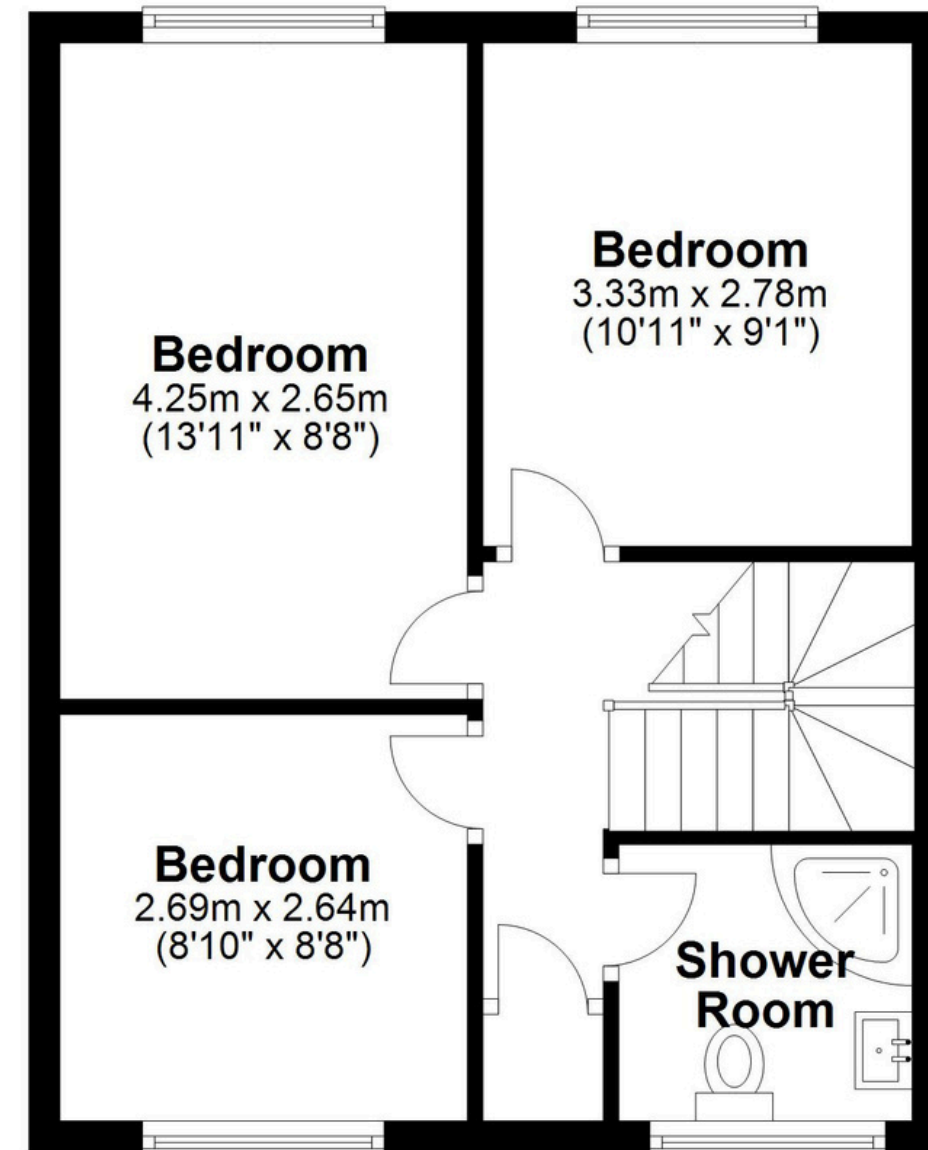 Bedroom
3.33m x 2.78m
(10'11" x 9'1")
Bedroom
4.25m x 2.65m
(13'11" x 8'8")
Bedroom
2.69m x 2.64m
(8'10" x 8'8")
Shower
Room